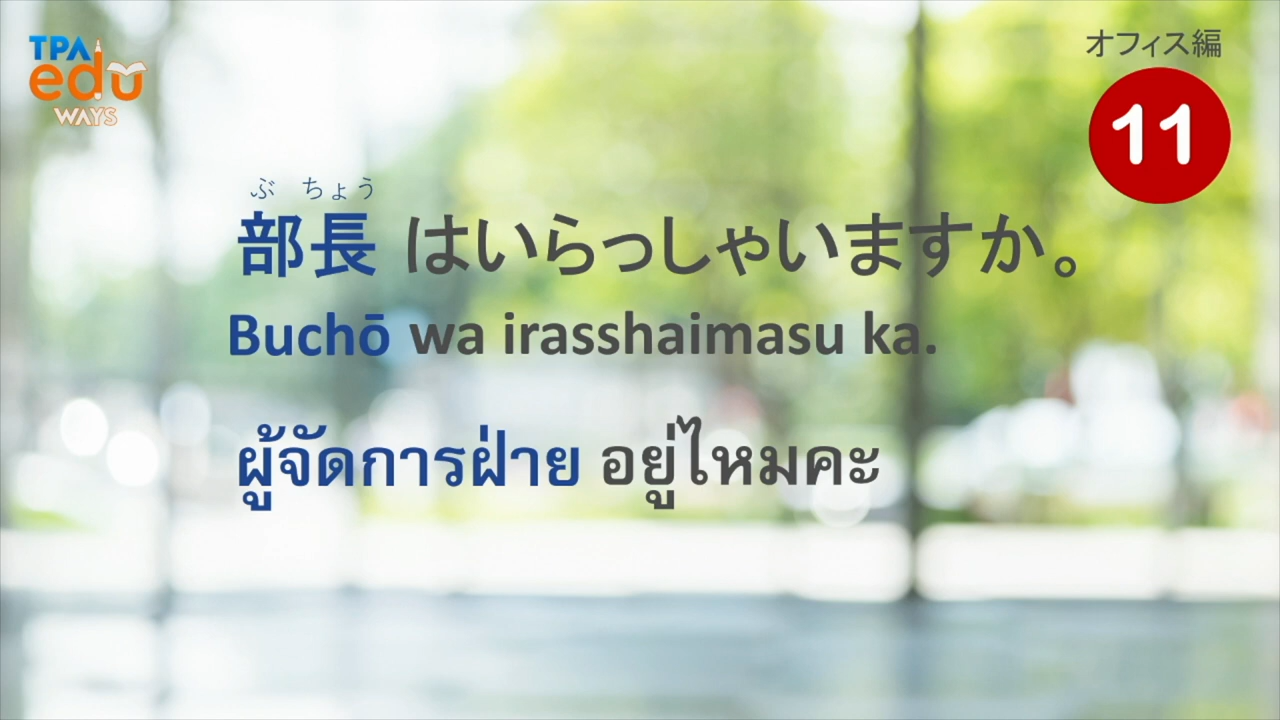 TPA
edu
WAYS
オフィス編
11
ぶ ちょう
部長 はいらっしゃいますか。
Buchō wa irasshaimasu ka.
ผู้จัดการฝ่าย อยู่ไหมคะ